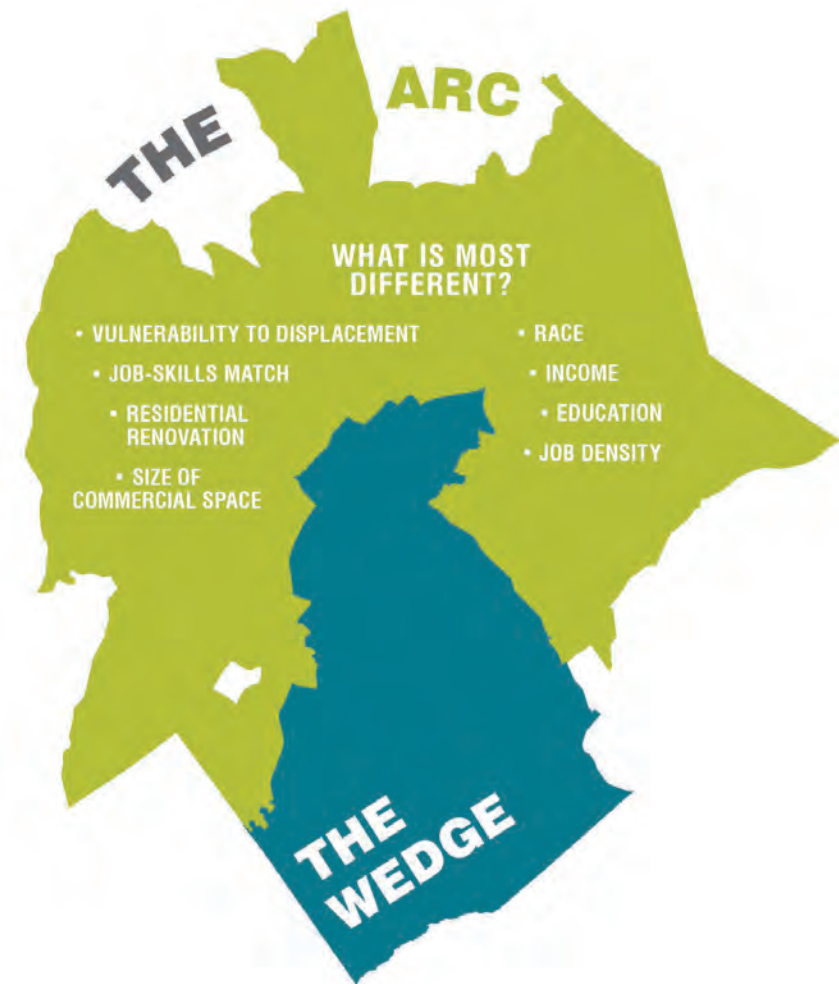 THE ARC
WHAT IS MOST
DIFFERENT?
• VULNERABILITY TO DISPLACEMENT
• JOB-SKILLS MATCH
• RESIDENTIAL
RENOVATION
• SIZE OF
COMMERCIAL SPACE
• RACE
• INCOME
• EDUCATION
• JOB DENSITY
THE
WEDGE